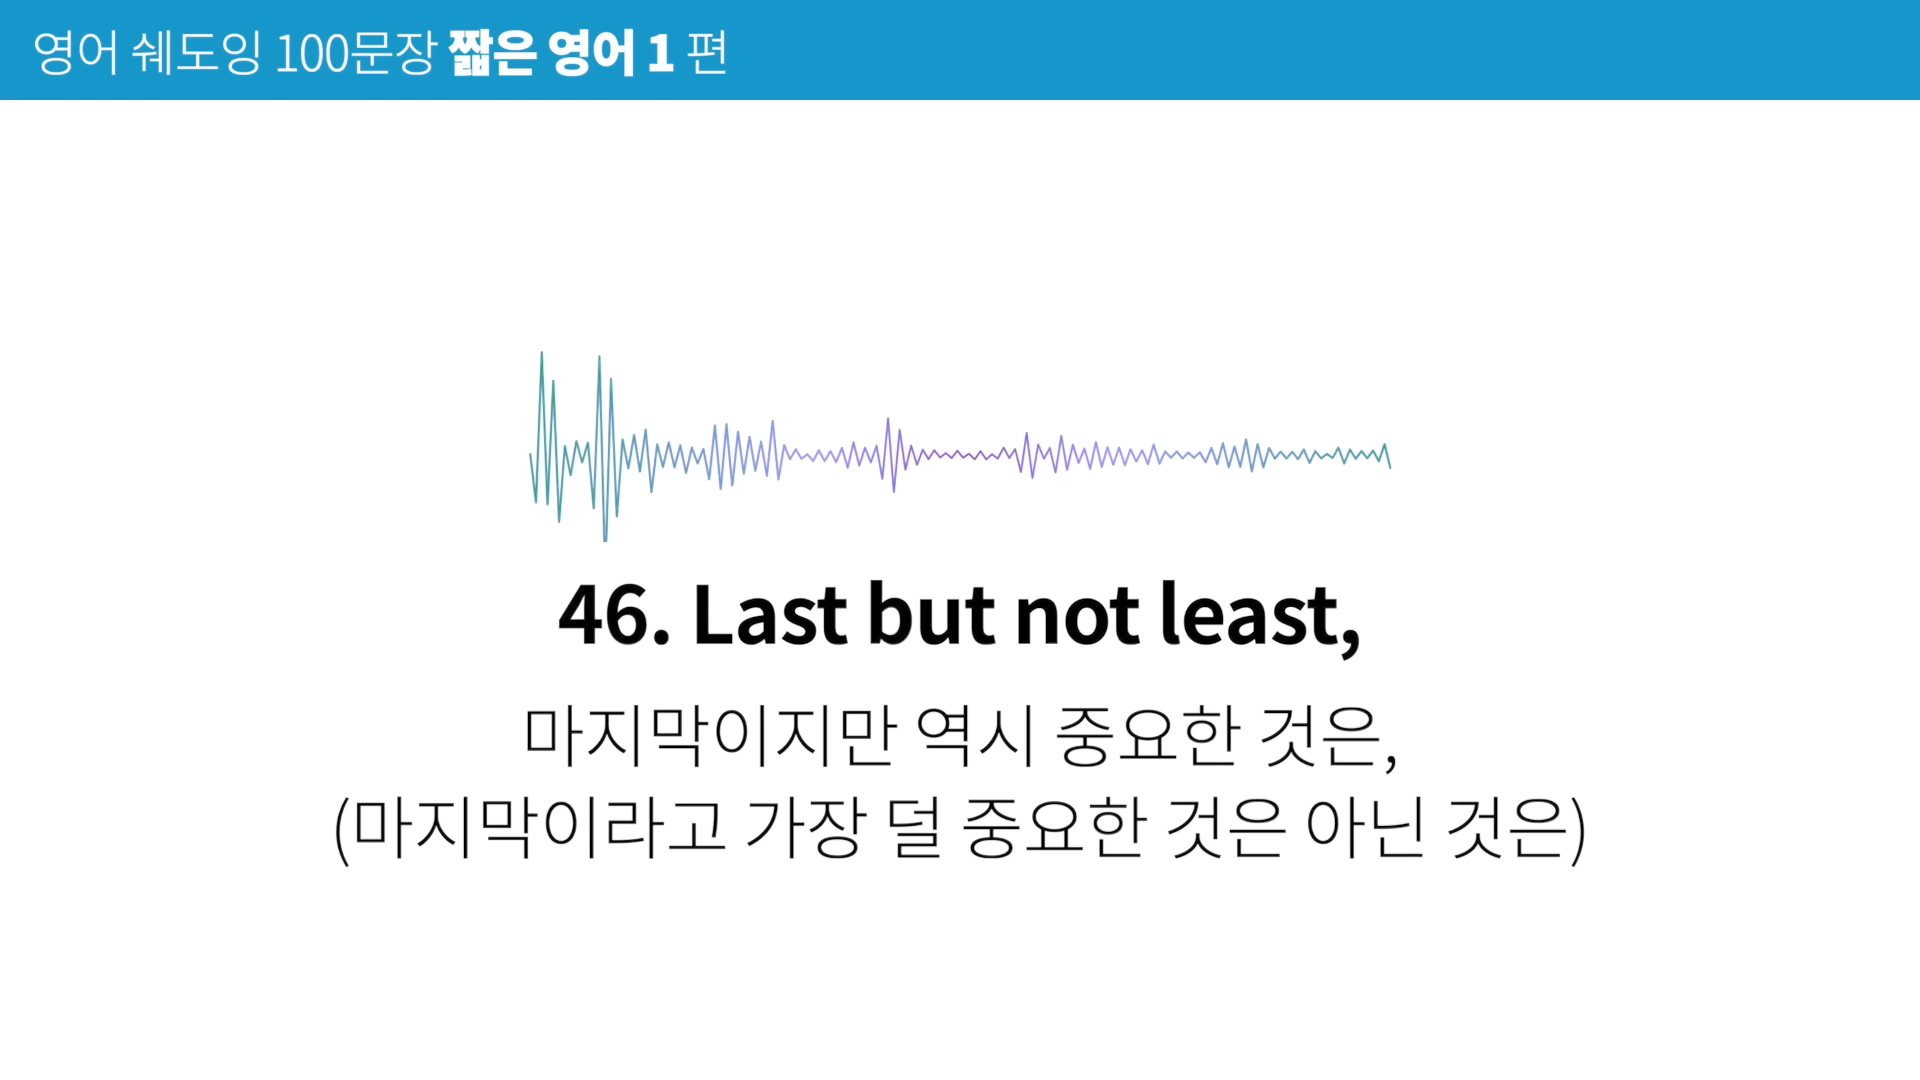 영어 쉐도잉 100문장 짧은 영어 1 편
46. Last but not least,
마지막이지만 역시 중요한 것은,
(마지막이라고 가장 덜 중요한 것은 아닌 것은)